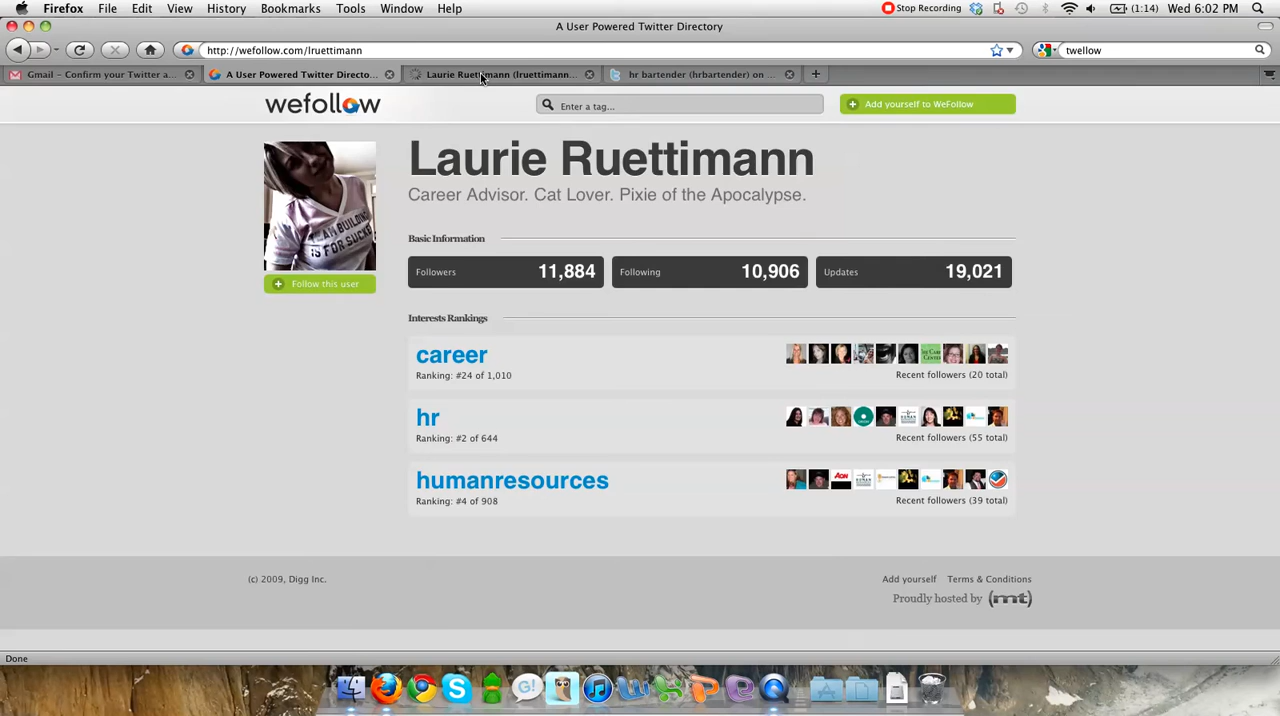 Firefox File Edit View History Bookmarks Tools Window Help Stop Recording (1:14) Wed 6:02 PM
A User Powered Twitter Directory
http://wefollow.com/lruettimann twellow
Gmail – Confirm your Twitter a... A User Powered Twitter Directo... Laurie Ruettimann (lruettimann... hr bartender (hrbartender) on ...
wefollow Enter a tag... Add yourself to WeFollow
Laurie Ruettimann
Career Advisor. Cat Lover. Pixie of the Apocalypse.
Basic Information
Followers 11,884 Following 10,906 Updates 19,021
Follow this user
Interests Rankings
career
Ranking: #24 of 1,010 Recent followers (20 total)
hr
Ranking: #2 of 644 Recent followers (55 total)
humanresources
Ranking: #4 of 908 Recent followers (39 total)
(c) 2009, Digg Inc. Add yourself Terms & Conditions
Proudly hosted by (mt)
Done